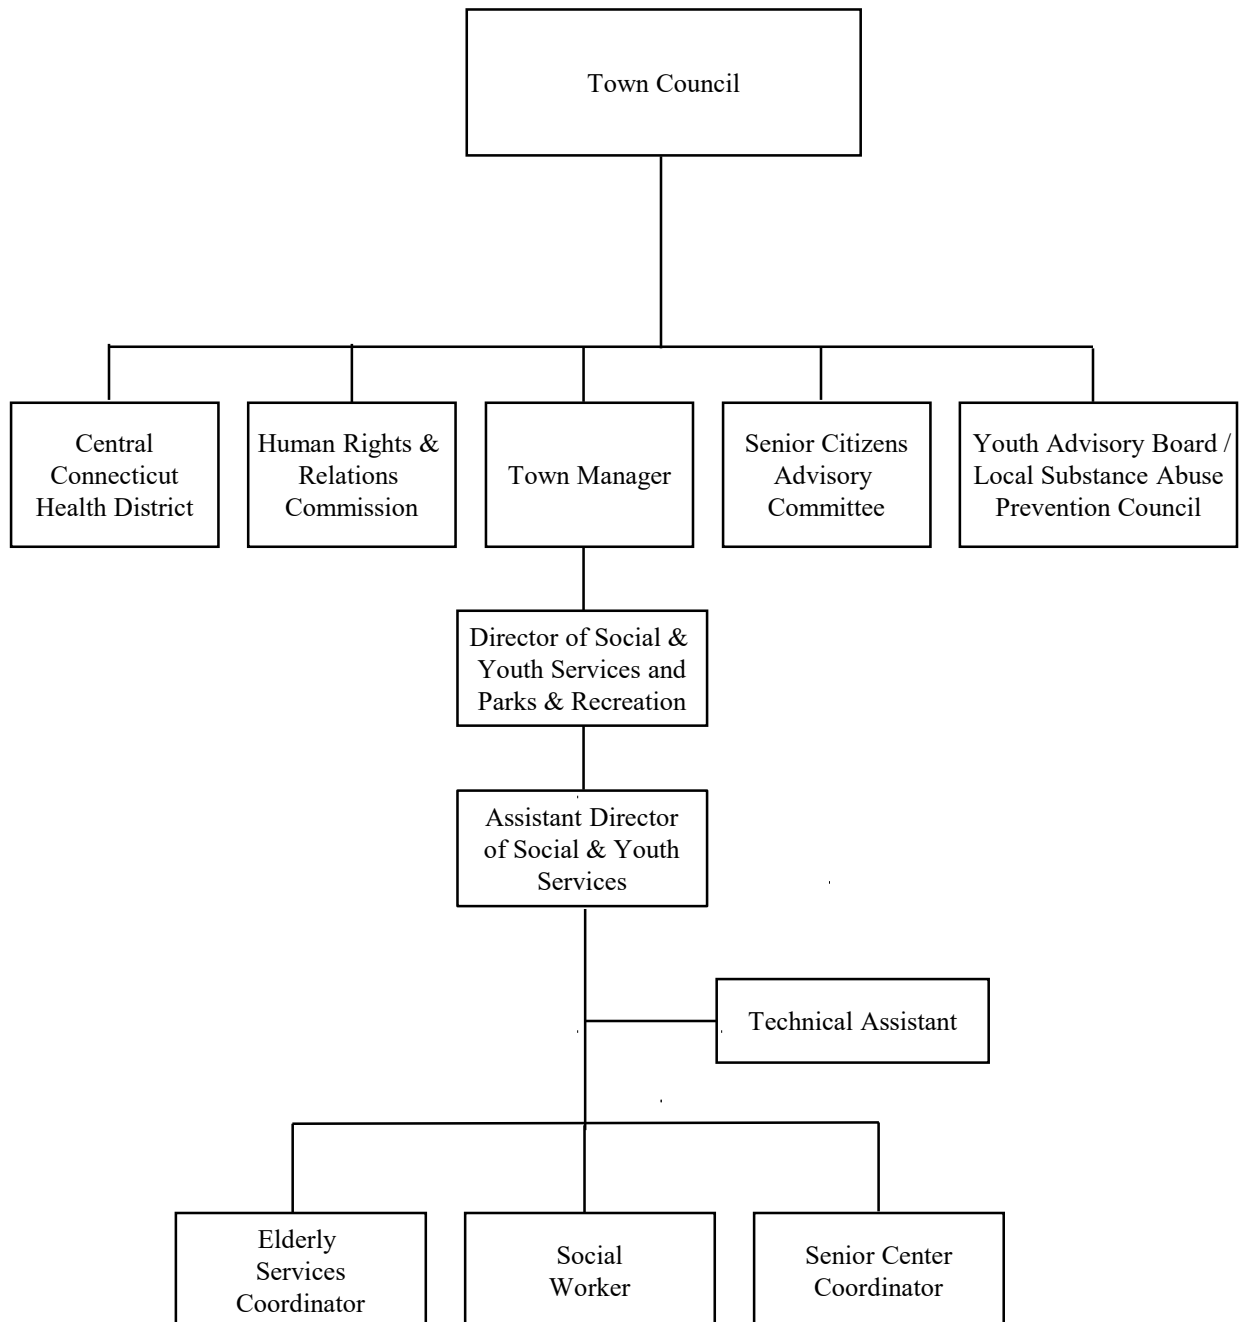 Town Council
Central
Connecticut
Health District
Human Rights &
Relations
Commission
Town Manager
Senior Citizens
Advisory
Committee
Youth Advisory Board /
Local Substance Abuse
Prevention Council
Director of Social &
Youth Services and
Parks & Recreation
Assistant Director
of Social & Youth
Services
Technical Assistant
Elderly
Services
Coordinator
Social
Worker
Senior Center
Coordinator